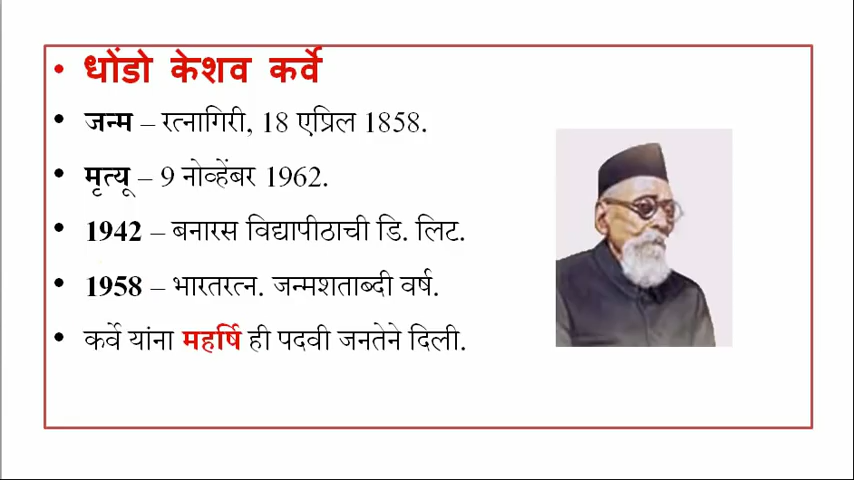 • धोंडो केशव कर्वे
• जन्म – रत्नागिरी, 18 एप्रिल 1858.
• मृत्यू – 9 नोव्हेंबर 1962.
• 1942 – बनारस विद्यापीठाची डि. लिट.
• 1958 – भारतरत्न. जन्मशताब्दी वर्ष.
• कर्वे यांना महर्षि ही पदवी जनतेने दिली.